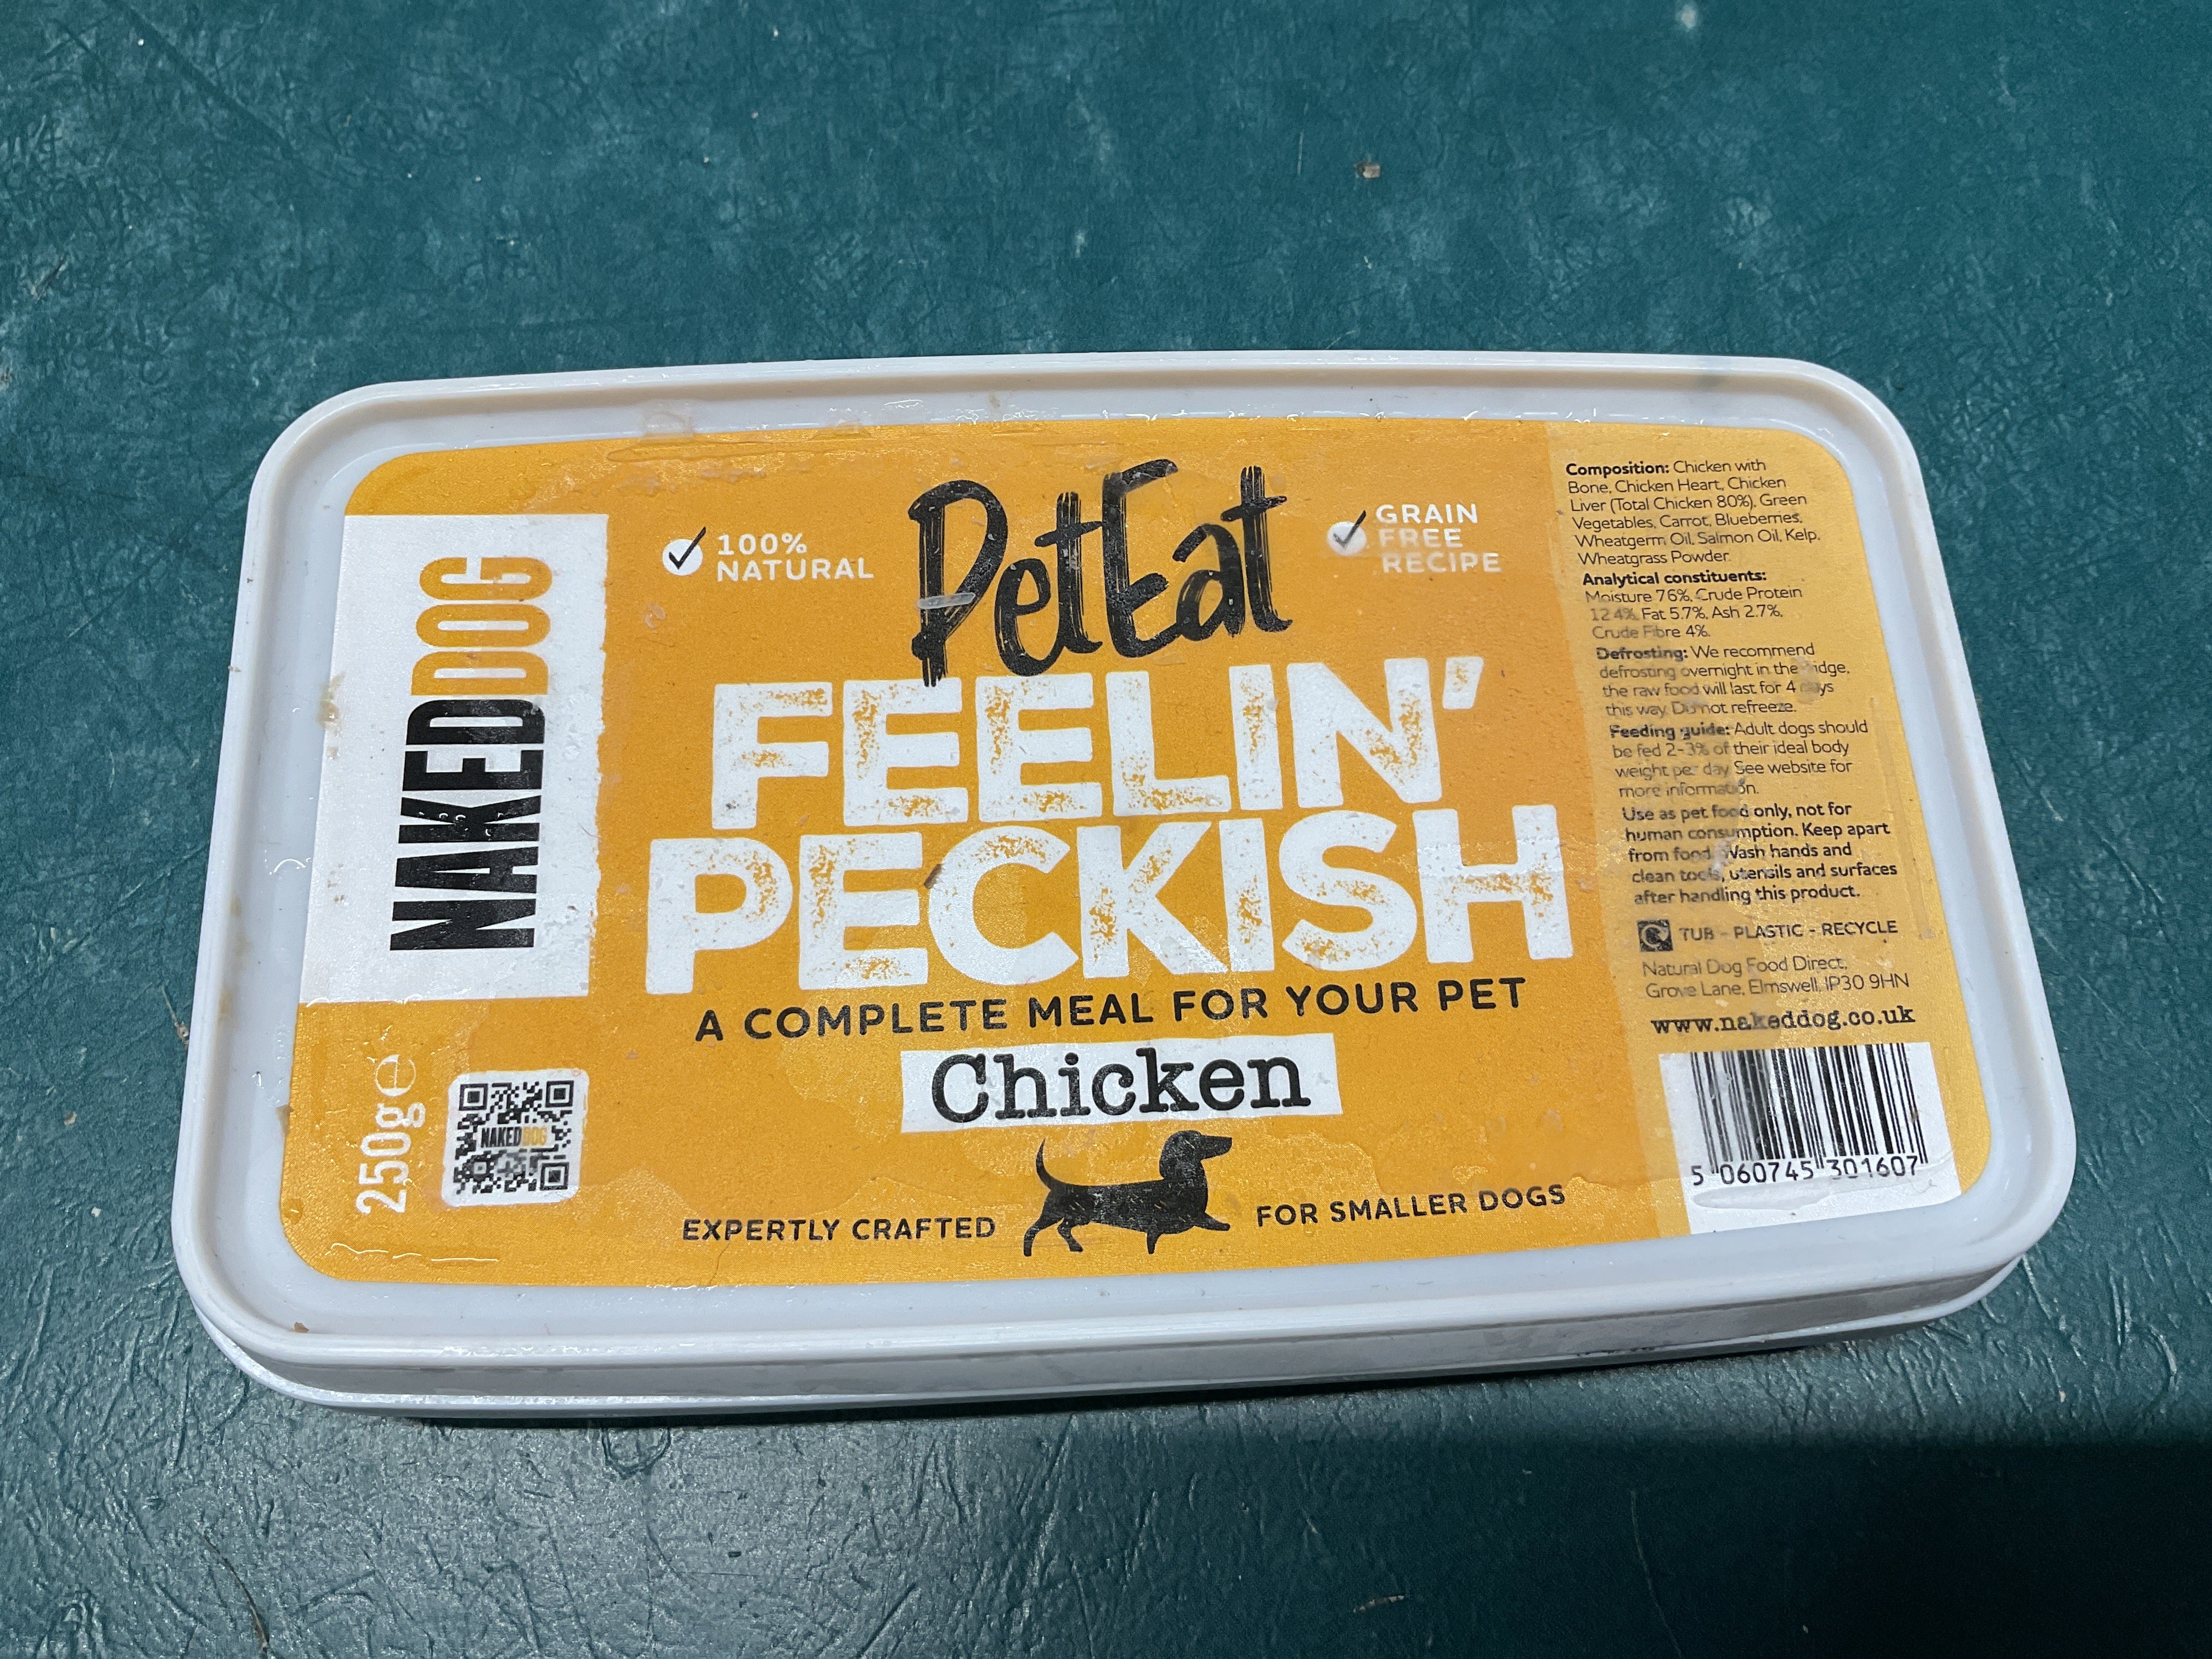 NAKEDDOG
250g e
NAKEDDOG
100%
NATURAL
PetEat
GRAIN
FREE
RECIPE
FEELIN'
PECKISH
A COMPLETE MEAL FOR YOUR PET
Chicken
EXPERTLY CRAFTED
FOR SMALLER DOGS
Composition: Chicken with
Bone, Chicken Heart, Chicken
Liver (Total Chicken 80%), Green
Vegetables, Carrot, Blueberries,
Wheatgerm Oil, Salmon Oil, Kelp,
Wheatgrass Powder.
Analytical constituents:
Moisture 76%, Crude Protein
12.4%, Fat 5.7%, Ash 2.7%,
Crude Fibre 4%.
Defrosting: We recommend
defrosting overnight in the fridge,
the raw food will last for 4 days
this way. Do not refreeze.
Feeding guide: Adult dogs should
be fed 2-3% of their ideal body
weight per day. See website for
more information.
Use as pet food only, not for
human consumption. Keep apart
from food. Wash hands and
clean tools, utensils and surfaces
after handling this product.
TUB - PLASTIC - RECYCLE
Natural Dog Food Direct,
Grove Lane, Elmswell, IP30 9HN
www.nakeddog.co.uk
5 060745 301607